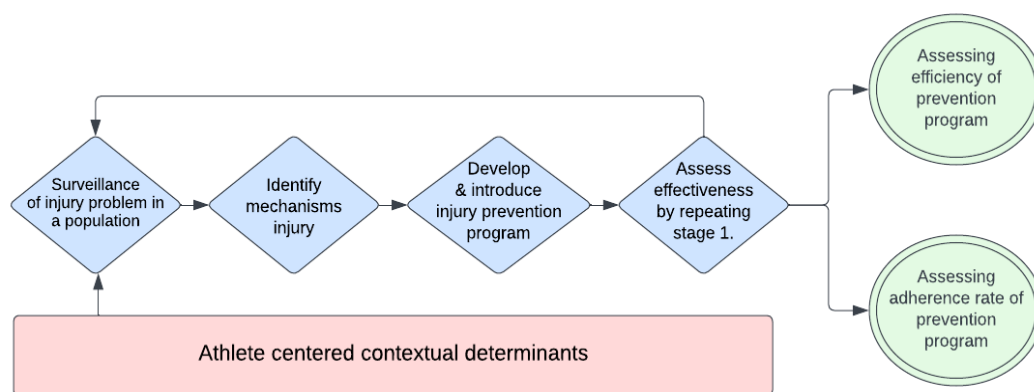 Surveillance
of injury problem in
a population
Identify
mechanisms
injury
Develop
& introduce
injury prevention
program
Assess
effectiveness
by repeating
stage 1.
Assessing
efficiency of
prevention
program
Assessing
adherence rate of
prevention
program
Athlete centered contextual determinants